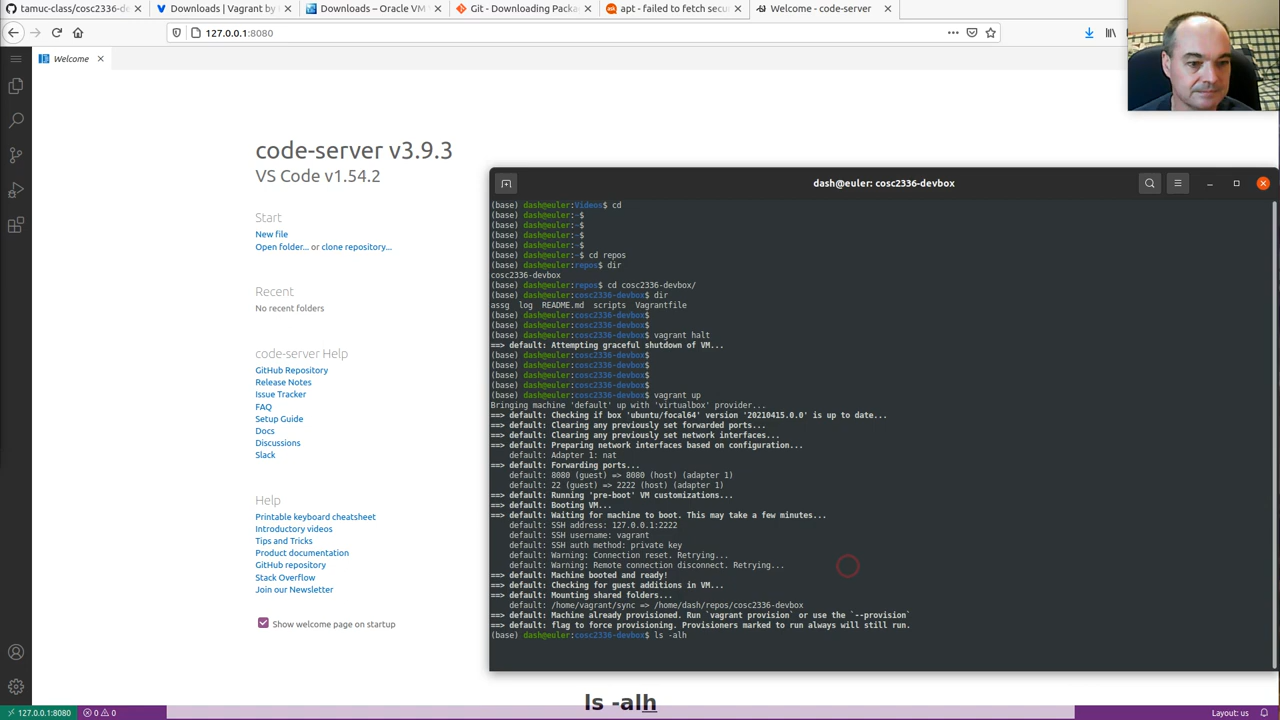 tamuc-class/cosc2336-de
Downloads | Vagrant by
Downloads – Oracle VM
Git - Downloading Packa
apt - failed to fetch secu
Welcome - code-server
127.0.0.1:8080
Welcome
code-server v3.9.3
VS Code v1.54.2
Start
New file
Open folder... or clone repository...
Recent
No recent folders
code-server Help
GitHub Repository
Release Notes
Issue Tracker
FAQ
Setup Guide
Docs
Discussions
Slack
Help
Printable keyboard cheatsheet
Introductory videos
Tips and Tricks
Product documentation
GitHub repository
Stack Overflow
Join our Newsletter
Show welcome page on startup
dash@euler: cosc2336-devbox
(base) dash@euler:Videos$ cd
(base) dash@euler:~$
(base) dash@euler:~$
(base) dash@euler:~$
(base) dash@euler:~$
(base) dash@euler:~$ cd repos
(base) dash@euler:repos$ dir
cosc2336-devbox
(base) dash@euler:repos$ cd cosc2336-devbox/
(base) dash@euler:cosc2336-devbox$ dir
assg log README.md scripts Vagrantfile
(base) dash@euler:cosc2336-devbox$
(base) dash@euler:cosc2336-devbox$
(base) dash@euler:cosc2336-devbox$ vagrant halt
==> default: Attempting graceful shutdown of VM...
(base) dash@euler:cosc2336-devbox$
(base) dash@euler:cosc2336-devbox$
(base) dash@euler:cosc2336-devbox$
(base) dash@euler:cosc2336-devbox$
(base) dash@euler:cosc2336-devbox$ vagrant up
Bringing machine 'default' up with 'virtualbox' provider...
==> default: Checking if box 'ubuntu/focal64' version '20210415.0.0' is up to date...
==> default: Clearing any previously set forwarded ports...
==> default: Clearing any previously set network interfaces...
==> default: Preparing network interfaces based on configuration...
default: Adapter 1: nat
==> default: Forwarding ports...
default: 8080 (guest) => 8080 (host) (adapter 1)
default: 22 (guest) => 2222 (host) (adapter 1)
==> default: Running 'pre-boot' VM customizations...
==> default: Booting VM...
==> default: Waiting for machine to boot. This may take a few minutes...
default: SSH address: 127.0.0.1:2222
default: SSH username: vagrant
default: SSH auth method: private key
default: Warning: Connection reset. Retrying...
default: Warning: Remote connection disconnect. Retrying...
==> default: Machine booted and ready!
==> default: Checking for guest additions in VM...
==> default: Mounting shared folders...
default: /home/vagrant/sync => /home/dash/repos/cosc2336-devbox
==> default: Machine already provisioned. Run `vagrant provision` or use the `--provision`
==> default: flag to force provisioning. Provisioners marked to run always will still run.
(base) dash@euler:cosc2336-devbox$ ls -alh
ls -alh
127.0.0.1:8080
0
0
Layout: us